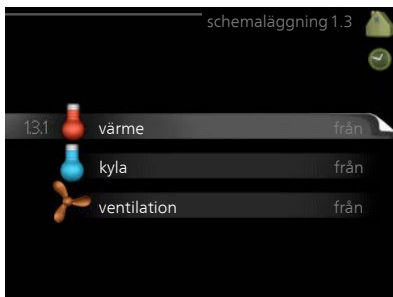 schemaläggning 1.3
1.3.1 värme från
kyla från
ventilation från